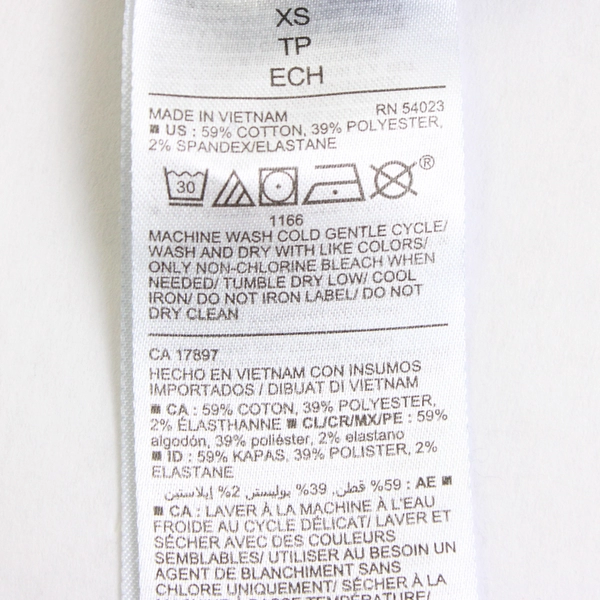 XS
TP
ECH
MADE IN VIETNAM RN 54023
US : 59% COTTON, 39% POLYESTER,
2% SPANDEX/ELASTANE
30 ®
1166
MACHINE WASH COLD GENTLE CYCLE/
WASH AND DRY WITH LIKE COLORS/
ONLY NON-CHLORINE BLEACH WHEN
NEEDED/ TUMBLE DRY LOW/ COOL
IRON/ DO NOT IRON LABEL/ DO NOT
DRY CLEAN
CA 17897
HECHO EN VIETNAM CON INSUMOS
IMPORTADOS / DIBUAT DI VIETNAM
CA : 59% COTON, 39% POLYESTER,
2% ÉLASTHANNE CL/CR/MX/PE : 59%
algodón, 39% poliéster, 2% elastano
ID : 59% KAPAS, 39% POLISTER, 2%
ELASTANE
AE : 59% قطن, 39% بوليستر, 2% إيلاستين
CA : LAVER À LA MACHINE À L'EAU
FROIDE AU CYCLE DÉLICAT/ LAVER ET
SÉCHER AVEC DES COULEURS
SEMBLABLES/ UTILISER AU BESOIN UN
AGENT DE BLANCHIMENT SANS
CHLORE UNIQUEMENT/ SÉCHER À LA
À BASSE TEMPÉRATURE/